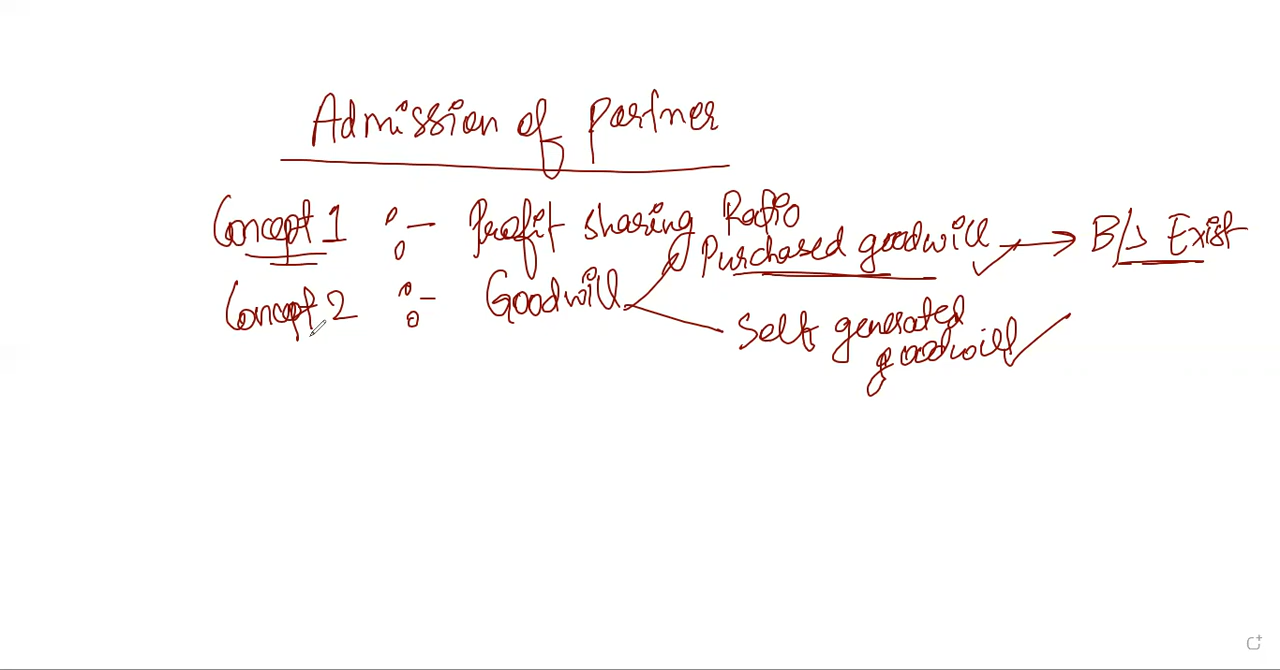 Admission of Partner
Concept 1 :- Profit sharing Ratio
Concept 2 :- Goodwill
Purchased goodwill → B/S Exist
Self generated
goodwill